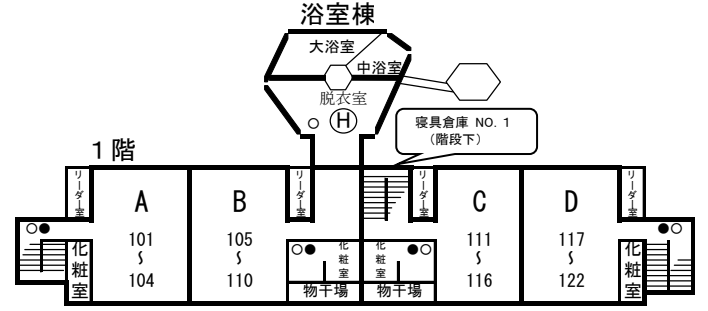 浴室棟
大浴室
中浴室
脱衣室
○
Ⓗ
寝具倉庫 NO.1
(階段下)
1階
リーダー室
A
101
~
104
B
105
~
110
リーダー室
リーダー室
C
111
~
116
D
117
~
122
リーダー室
○●
化粧室
○●
化粧室
物干場
化粧室
●○
物干場
●○
化粧室